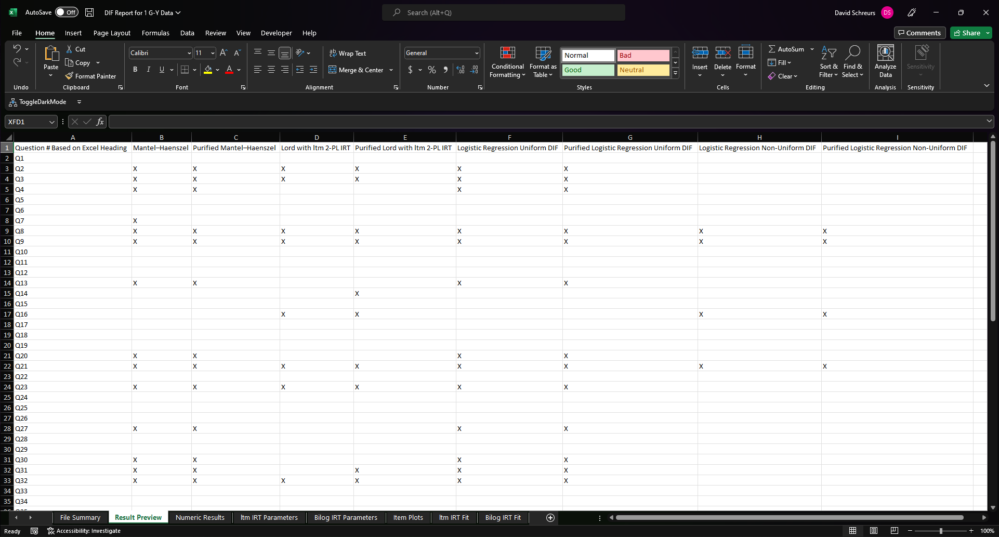 AutoSave Off DIF Report for 1 G-Y Data Search (Alt+Q) David Schreurs DS
File Home Insert Page Layout Formulas Data Review View Developer Help Comments Share
Paste Cut Copy Format Painter
Calibri 11 B I U A A A
ab Wrap Text Merge & Center
General $ % 9
Conditional Formatting Format as Table Normal Bad Good Neutral
Insert Delete Format
AutoSum Fill Clear Sort & Filter Find & Select
Analyze Data Sensitivity
Undo Clipboard Font Alignment Number Styles Cells Editing Analysis Sensitivity
ToggleDarkMode
XFD1 fx
A B C D E F G H I
1 Question # Based on Excel Heading Mantel–Haenszel Purified Mantel–Haenszel Lord with ltm 2-PL IRT Purified Lord with ltm 2-PL IRT Logistic Regression Uniform DIF Purified Logistic Regression Uniform DIF Logistic Regression Non-Uniform DIF Purified Logistic Regression Non-Uniform DIF
2 Q1
3 Q2 X X X X X X
4 Q3 X X X X X X
5 Q4 X X X X
6 Q5
7 Q6
8 Q7 X
9 Q8 X X X X X X X X
10 Q9 X X X X X X X X
11 Q10
12 Q11
13 Q12
14 Q13 X X X X
15 Q14 X
16 Q15
17 Q16 X X X X
18 Q17
19 Q18
20 Q19
21 Q20 X X X X
22 Q21 X X X X X X X X
23 Q22
24 Q23 X X X X X X
25 Q24
26 Q25
27 Q26
28 Q27 X X X X
29 Q28
30 Q29
31 Q30 X X X X
32 Q31 X X X X X
33 Q32 X X X X X X
34 Q33
35 Q34
File Summary Result Preview Numeric Results ltm IRT Parameters Bilog IRT Parameters Item Plots ltm IRT Fit Bilog IRT Fit
Ready Accessibility: Investigate 100%